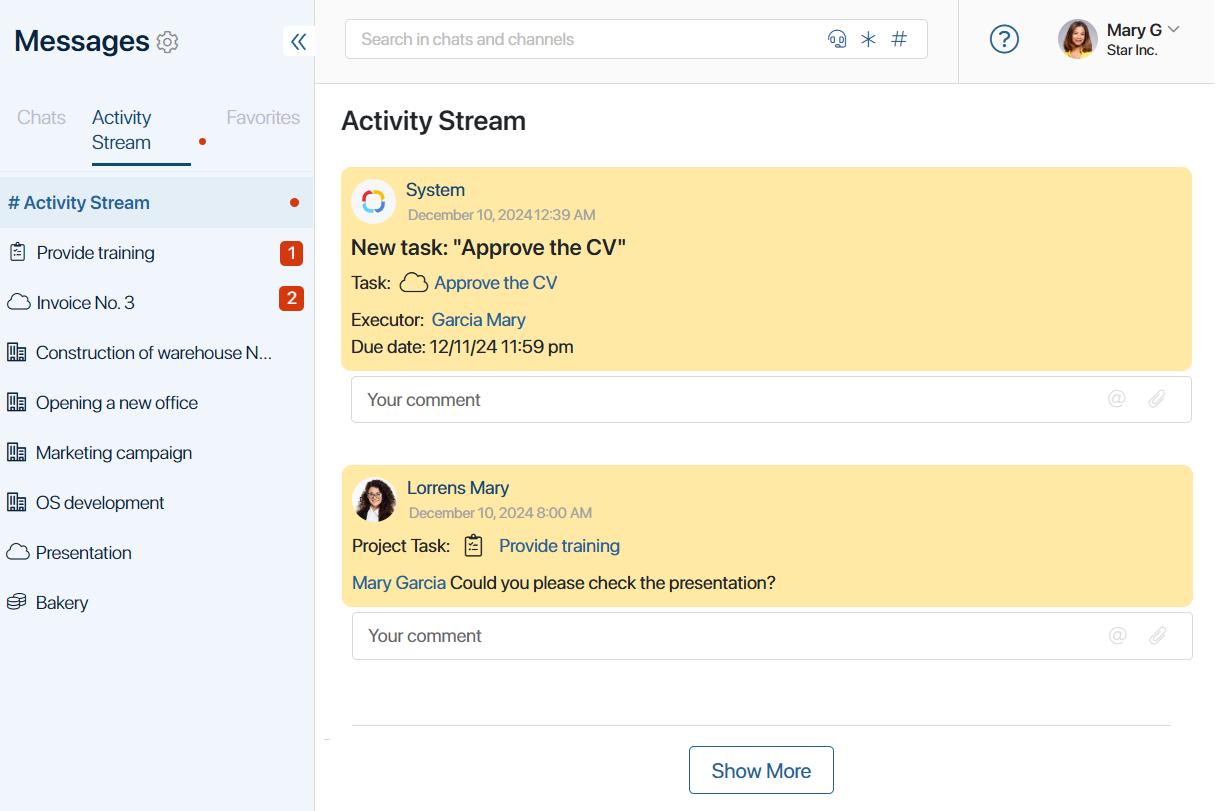 Messages
Search in chats and channels
Mary G
Star Inc.
Chats
Activity
Stream
Favorites
# Activity Stream
Provide training
1
Invoice No. 3
2
Construction of warehouse N...
Opening a new office
Marketing campaign
OS development
Presentation
Bakery
Activity Stream
System
December 10, 2024 12:39 AM
New task: "Approve the CV"
Task: Approve the CV
Executor: Garcia Mary
Due date: 12/11/24 11:59 pm
Your comment @
Lorrens Mary
December 10, 2024 8:00 AM
Project Task: Provide training
Mary Garcia Could you please check the presentation?
Your comment @
Show More